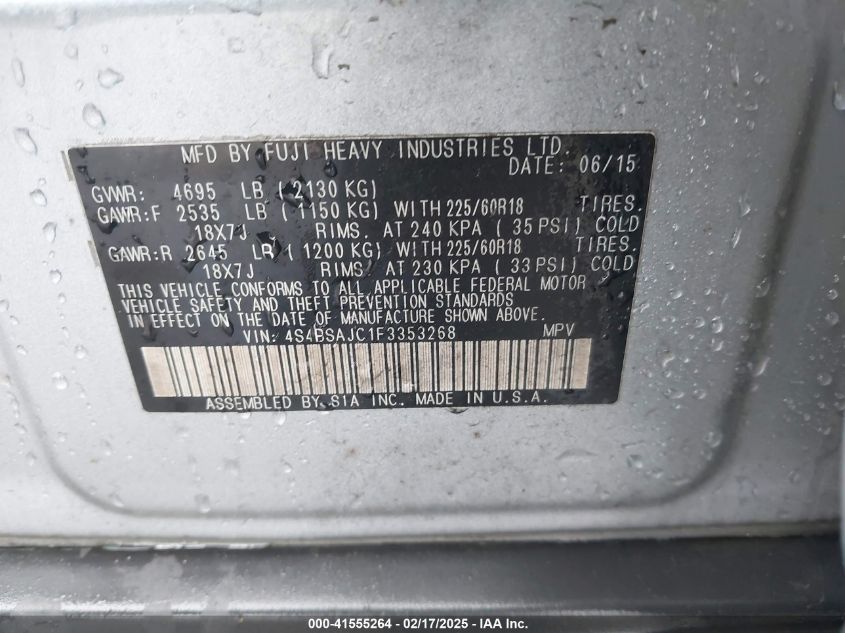 MFD BY FUJI HEAVY INDUSTRIES LTD.
DATE: 06/15
GVWR: 4695 LB ( 2130 KG)
GAWR:F 2535 LB ( 1150 KG) WITH 225/60R18 TIRES.
18X7J RIMS. AT 240 KPA ( 35 PSI) COLD
GAWR:R 2645 LB ( 1200 KG) WITH 225/60R18 TIRES.
18X7J RIMS. AT 230 KPA ( 33 PSI) COLD
THIS VEHICLE CONFORMS TO ALL APPLICABLE FEDERAL MOTOR
VEHICLE SAFETY AND THEFT PREVENTION STANDARDS
IN EFFECT ON THE DATE OF MANUFACTURE SHOWN ABOVE.
VIN: 4S4BSAJC1F3353268 MPV
ASSEMBLED BY SIA INC. MADE IN U.S.A.
000-41555264 - 02/17/2025 - IAA Inc.